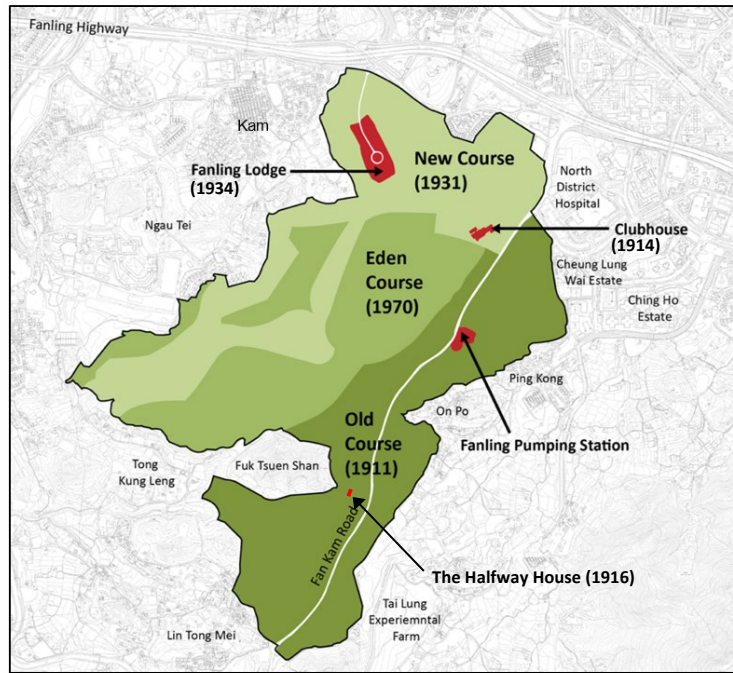 Fanling Highway
Kam
Fanling Lodge
(1934)
New Course
(1931)
North
District
Hospital
Ngau Tei
Clubhouse
(1914)
Eden
Course
(1970)
Cheung Lung
Wai Estate
Ching Ho
Estate
Ping Kong
On Po
Old
Course
(1911)
Fanling Pumping Station
Tong
Kung Leng
Fuk Tsuen Shan
Fan Kam Road
The Halfway House (1916)
Tai Lung
Experiemntal
Farm
Lin Tong Mei